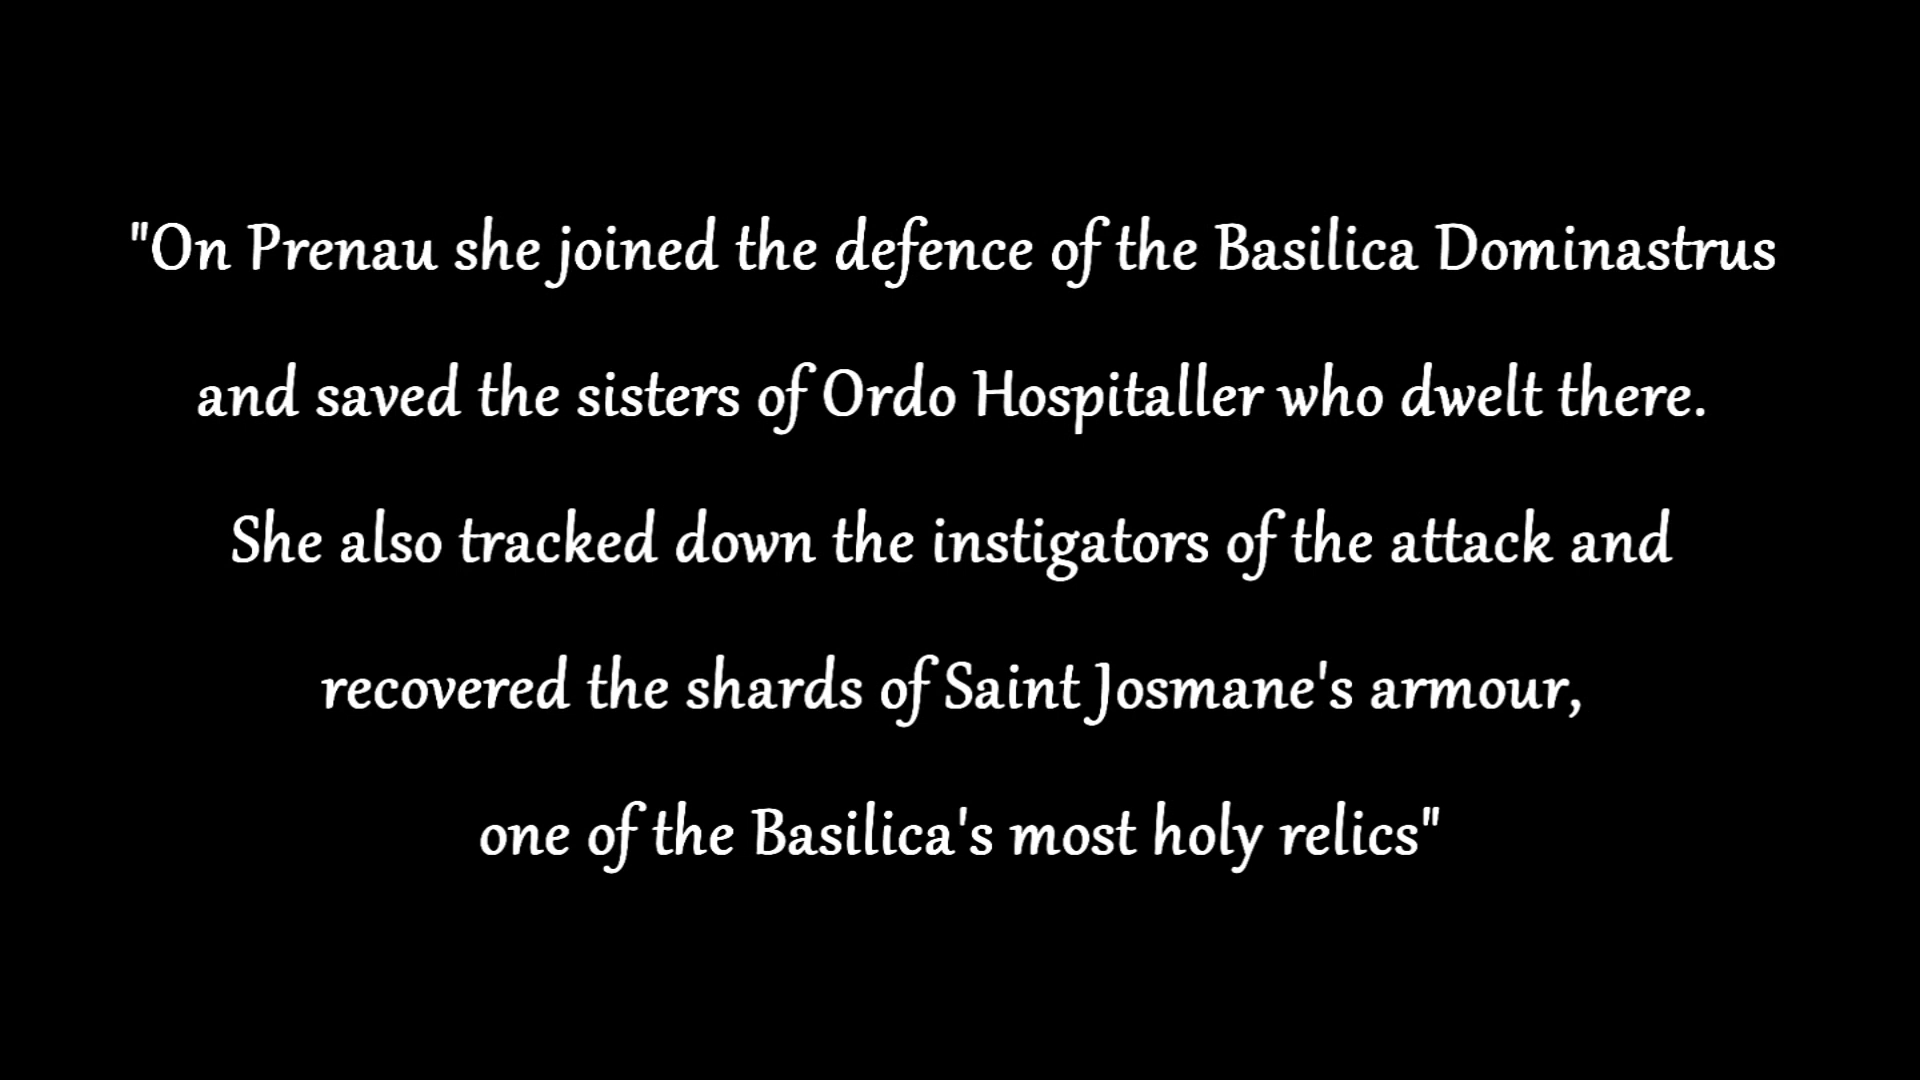 "On Prenau she joined the defence of the Basilica Dominastrus
and saved the sisters of Ordo Hospitaller who dwelt there.
She also tracked down the instigators of the attack and
recovered the shards of Saint Josmane's armour,
one of the Basilica's most holy relics"